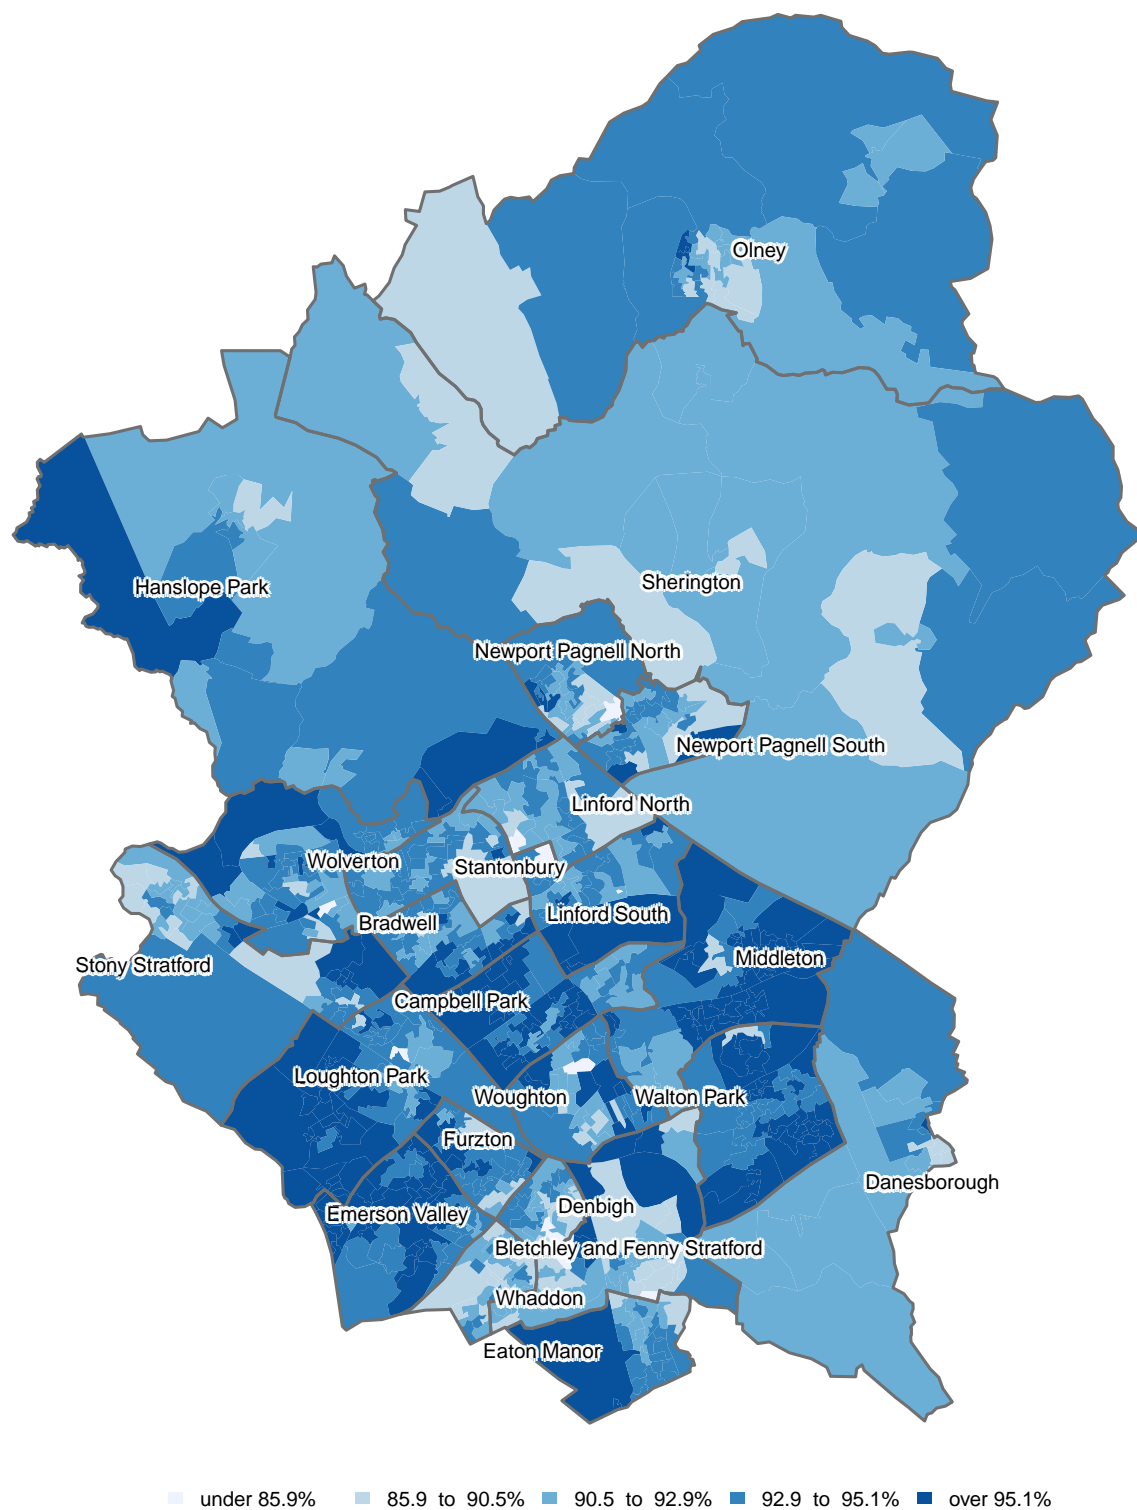 Olney
Sherington
Hanslope Park
Newport Pagnell North
Newport Pagnell South
Linford North
Wolverton
Stantonbury
Linford South
Bradwell
Middleton
Stony Stratford
Campbell Park
Loughton Park
Woughton
Walton Park
Furzton
Danesborough
Denbigh
Emerson Valley
Bletchley and Fenny Stratford
Whaddon
Eaton Manor
under 85.9% 85.9 to 90.5% 90.5 to 92.9% 92.9 to 95.1% over 95.1%